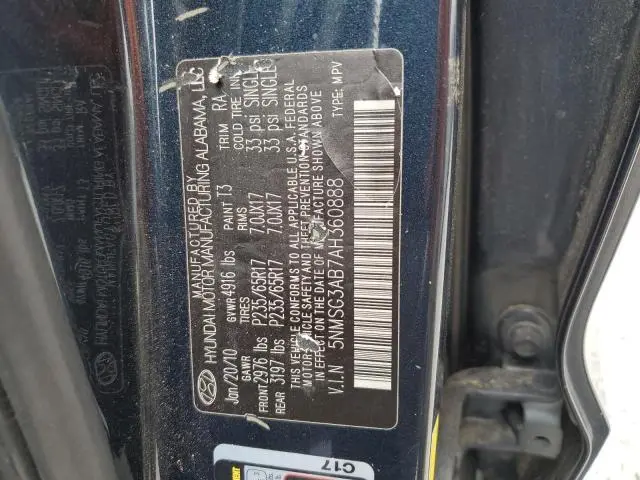 MANUFACTURED BY
HYUNDAI MOTOR MANUFACTURING ALABAMA, LLC
Jan/20/10 GVWR 4916 lbs PAINT T3 TRIM RA
GAWR TIRES RIMS COLD TIRE INF
FRONT 2976 lbs P235/65R17 7.0JX17 33 psi SINGLE
REAR 3197 lbs P235/65R17 7.0JX17 33 psi SINGLE
THIS VEHICLE CONFORMS TO ALL APPLICABLE U.S.A. FEDERAL
MOTOR VEHICLE SAFETY AND THEFT PREVENTION STANDARDS
IN EFFECT ON THE DATE OF MANUFACTURE SHOWN ABOVE
V.I.N 5NMSG3AB7AH360888 TYPE: MPV
C17